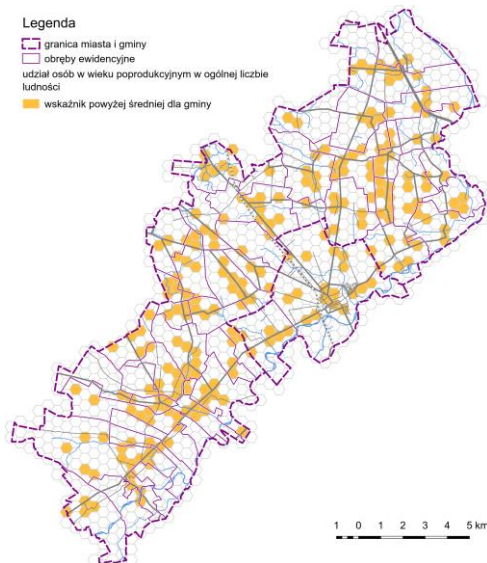 Legenda
granica miasta i gminy
obręby ewidencyjne
udział osób w wieku poprodukcyjnym w ogólnej liczbie
ludności
wskaźnik powyżej średniej dla gminy
1 0 1 2 3 4 5 km